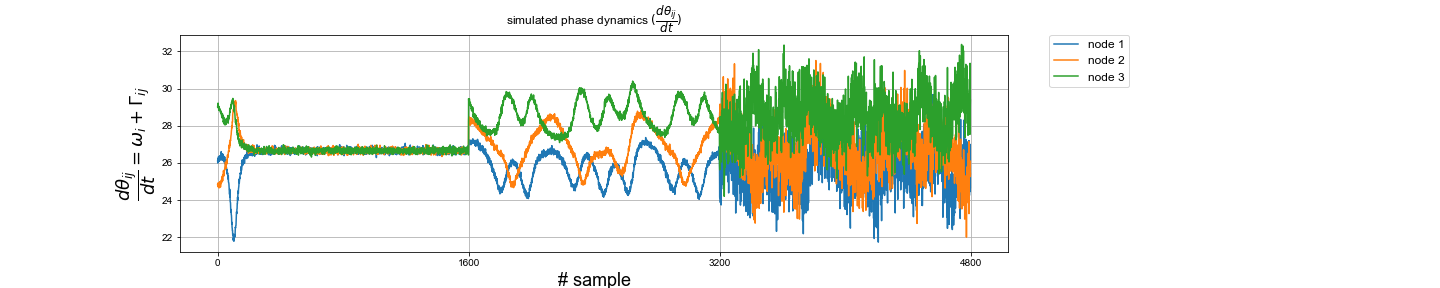 simulated phase dynamics (dθij/dt)
32
30
28
26
24
22
dθij/dt = ωi + Γij
0 1600 3200 4800
# sample
node 1
node 2
node 3